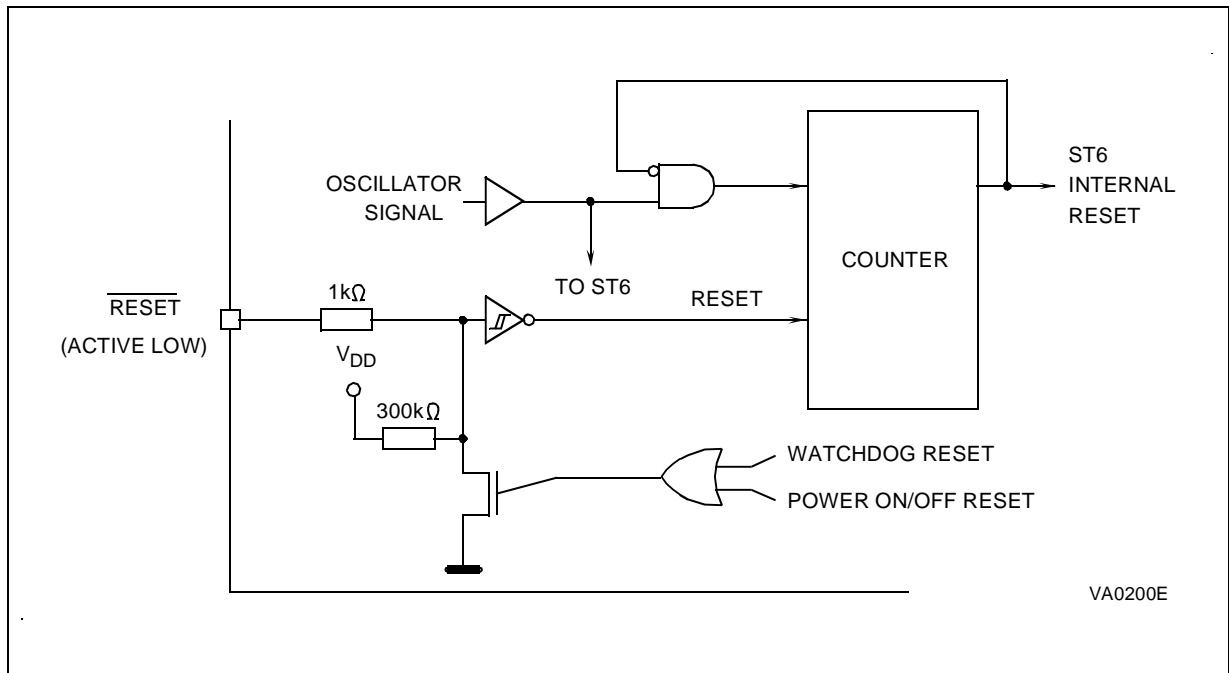 OSCILLATOR
SIGNAL
TO ST6
COUNTER
ST6
INTERNAL
RESET
RESET
RESET
(ACTIVE LOW)
1kΩ
VDD
300kΩ
WATCHDOG RESET
POWER ON/OFF RESET
VA0200E